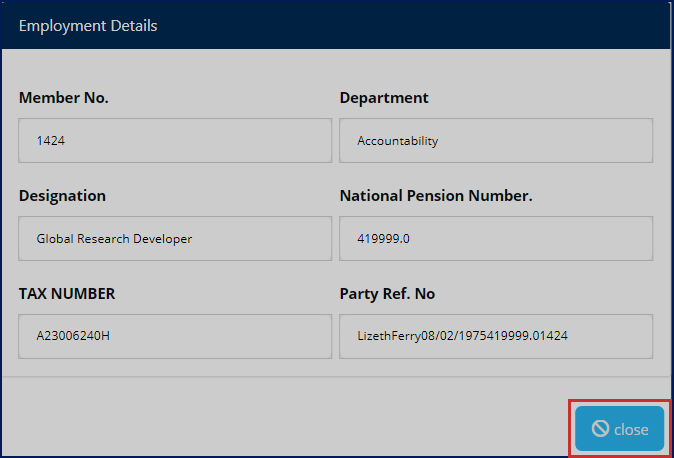 Employment Details
Member No. Department
1424 Accountability
Designation National Pension Number.
Global Research Developer 419999.0
TAX NUMBER Party Ref. No
A23006240H LizethFerry08/02/1975419999.01424
close